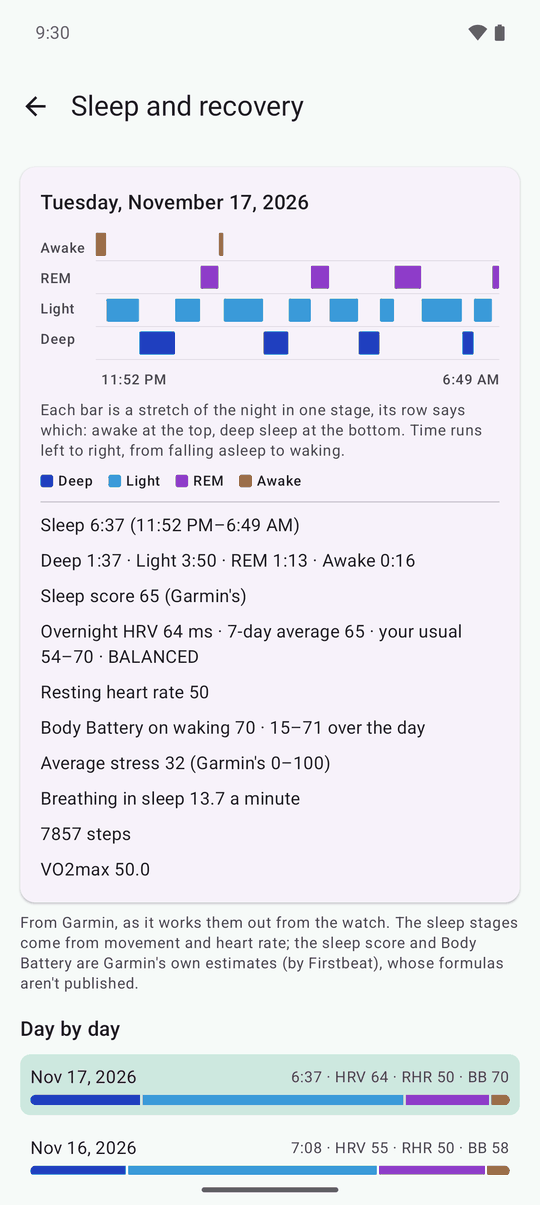 9:30
Sleep and recovery
Tuesday, November 17, 2026
Awake
REM
Light
Deep
11:52 PM 6:49 AM
Each bar is a stretch of the night in one stage, its row says
which: awake at the top, deep sleep at the bottom. Time runs
left to right, from falling asleep to waking.
Deep Light REM Awake
Sleep 6:37 (11:52 PM–6:49 AM)
Deep 1:37 · Light 3:50 · REM 1:13 · Awake 0:16
Sleep score 65 (Garmin's)
Overnight HRV 64 ms · 7-day average 65 · your usual
54–70 · BALANCED
Resting heart rate 50
Body Battery on waking 70 · 15–71 over the day
Average stress 32 (Garmin's 0–100)
Breathing in sleep 13.7 a minute
7857 steps
VO2max 50.0
From Garmin, as it works them out from the watch. The sleep stages
come from movement and heart rate; the sleep score and Body
Battery are Garmin's own estimates (by Firstbeat), whose formulas
aren't published.
Day by day
Nov 17, 2026 6:37 · HRV 64 · RHR 50 · BB 70
Nov 16, 2026 7:08 · HRV 55 · RHR 50 · BB 58